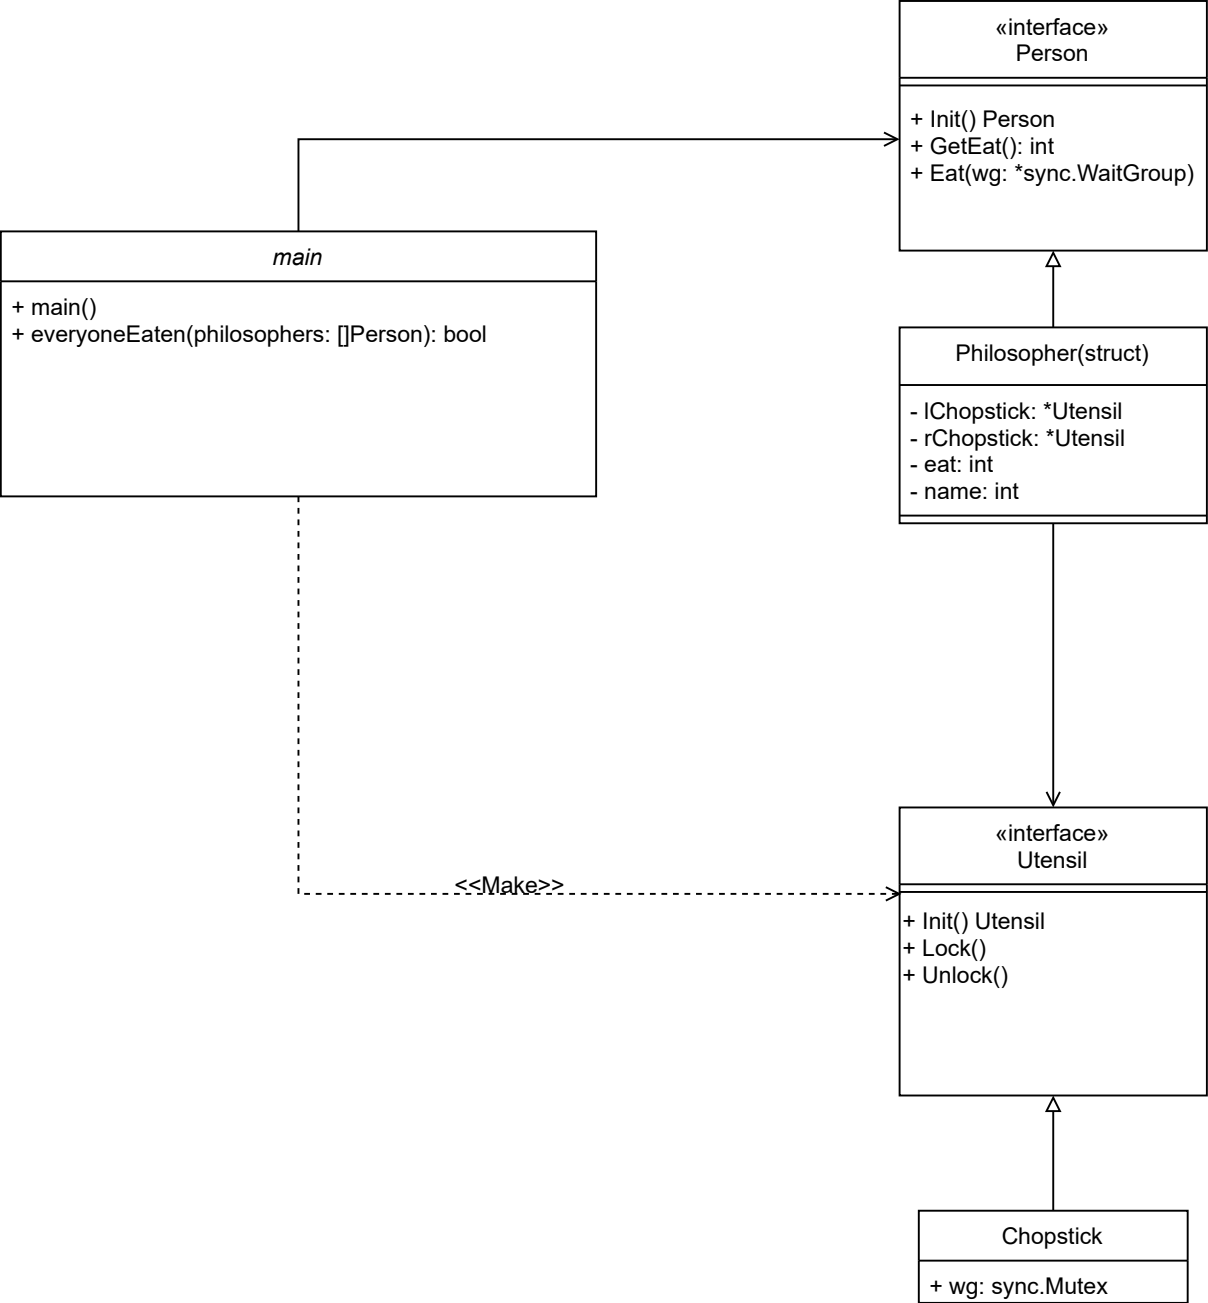 «interface»
Person
+ Init() Person
+ GetEat(): int
+ Eat(wg: *sync.WaitGroup)
main
+ main()
+ everyoneEaten(philosophers: []Person): bool
Philosopher(struct)
- lChopstick: *Utensil
- rChopstick: *Utensil
- eat: int
- name: int
<<Make>>
«interface»
Utensil
+ Init() Utensil
+ Lock()
+ Unlock()
Chopstick
+ wg: sync.Mutex